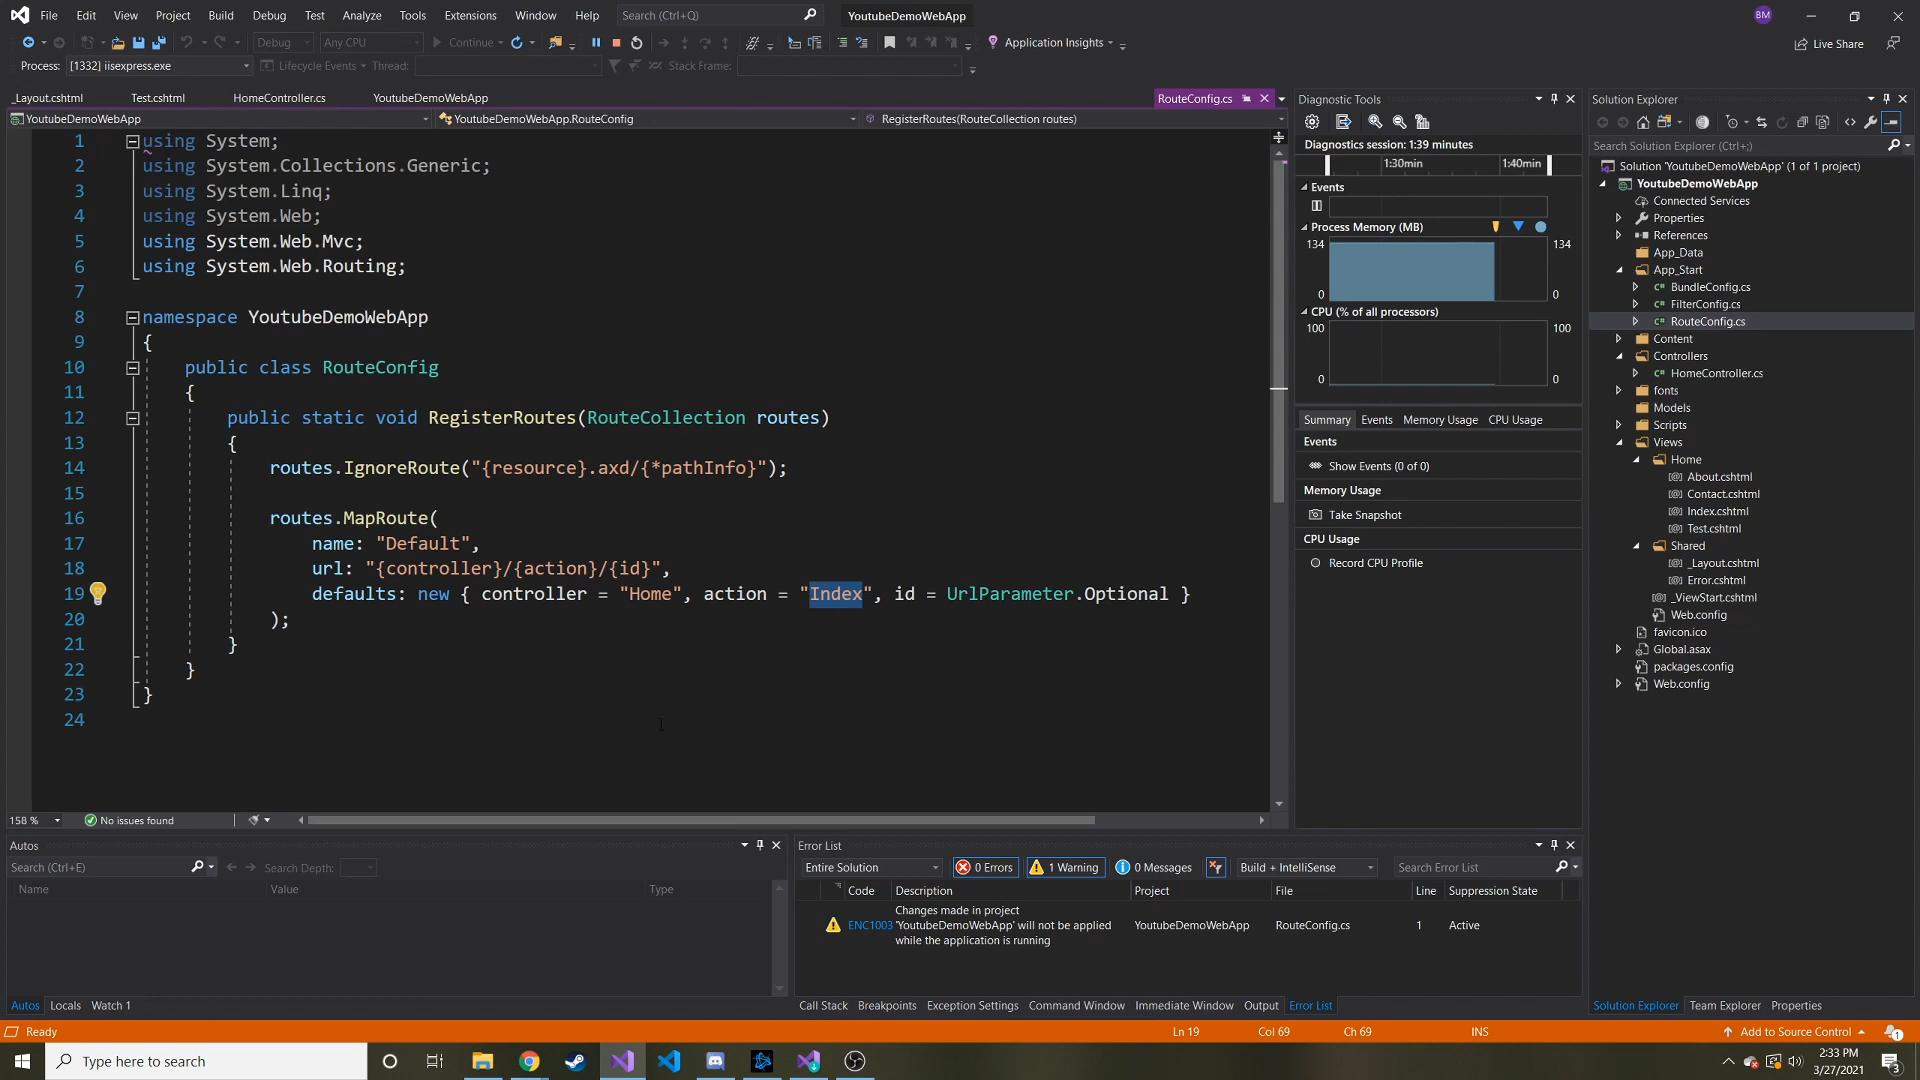 File Edit View Project Build Debug Test Analyze Tools Extensions Window Help Search (Ctrl+Q) YoutubeDemoWebApp BM
Debug Any CPU Continue Application Insights Live Share
Process: [1332] iisexpress.exe Lifecycle Events Thread: Stack Frame:
_Layout.cshtml Test.cshtml HomeController.cs YoutubeDemoWebApp RouteConfig.cs
YoutubeDemoWebApp YoutubeDemoWebApp.RouteConfig RegisterRoutes(RouteCollection routes)
1 using System;
2 using System.Collections.Generic;
3 using System.Linq;
4 using System.Web;
5 using System.Web.Mvc;
6 using System.Web.Routing;
7
8 namespace YoutubeDemoWebApp
9 {
10 public class RouteConfig
11 {
12 public static void RegisterRoutes(RouteCollection routes)
13 {
14 routes.IgnoreRoute("{resource}.axd/{*pathInfo}");
15
16 routes.MapRoute(
17 name: "Default",
18 url: "{controller}/{action}/{id}",
19 defaults: new { controller = "Home", action = "Index", id = UrlParameter.Optional }
20 );
21 }
22 }
23 }
24
158 % No issues found
Diagnostic Tools
Diagnostics session: 1:39 minutes
1:30min 1:40min
Events
Process Memory (MB)
134 134
0 0
CPU (% of all processors)
100 100
0 0
Summary Events Memory Usage CPU Usage
Events
Show Events (0 of 0)
Memory Usage
Take Snapshot
CPU Usage
Record CPU Profile
Solution Explorer
Search Solution Explorer (Ctrl+;)
Solution 'YoutubeDemoWebApp' (1 of 1 project)
YoutubeDemoWebApp
Connected Services
Properties
References
App_Data
App_Start
C# BundleConfig.cs
C# FilterConfig.cs
C# RouteConfig.cs
Content
Controllers
C# HomeController.cs
fonts
Models
Scripts
Views
Home
About.cshtml
Contact.cshtml
Index.cshtml
Test.cshtml
Shared
_Layout.cshtml
Error.cshtml
_ViewStart.cshtml
Web.config
favicon.ico
Global.asax
packages.config
Web.config
Autos
Search (Ctrl+E) Search Depth:
Name Value Type
Autos Locals Watch 1
Error List
Entire Solution 0 Errors 1 Warning 0 Messages Build + IntelliSense Search Error List
Code Description Project File Line Suppression State
ENC1003 Changes made in project
'YoutubeDemoWebApp' will not be applied YoutubeDemoWebApp RouteConfig.cs 1 Active
while the application is running
Call Stack Breakpoints Exception Settings Command Window Immediate Window Output Error List
Solution Explorer Team Explorer Properties
Ready Ln 19 Col 69 Ch 69 INS Add to Source Control 1
Type here to search
2:33 PM
3/27/2021
3